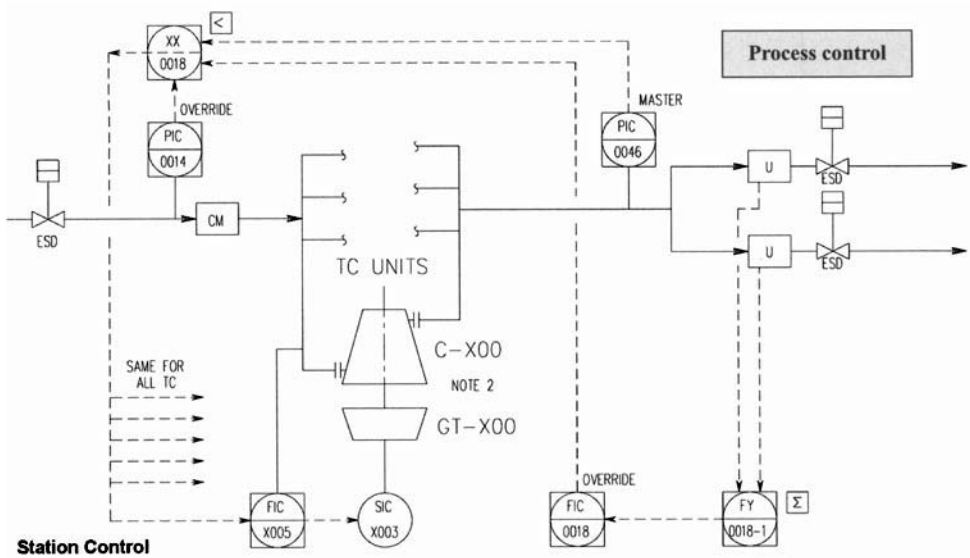 XX
0018
<
Process control
OVERRIDE
PIC
0014
MASTER
PIC
0046
ESD
CM
U
ESD
U
ESD
TC UNITS
C-X00
NOTE 2
GT-X00
SAME FOR
ALL TC
FIC
X005
SIC
X003
OVERRIDE
FIC
0018
FY
0018-1
Σ
Station Control